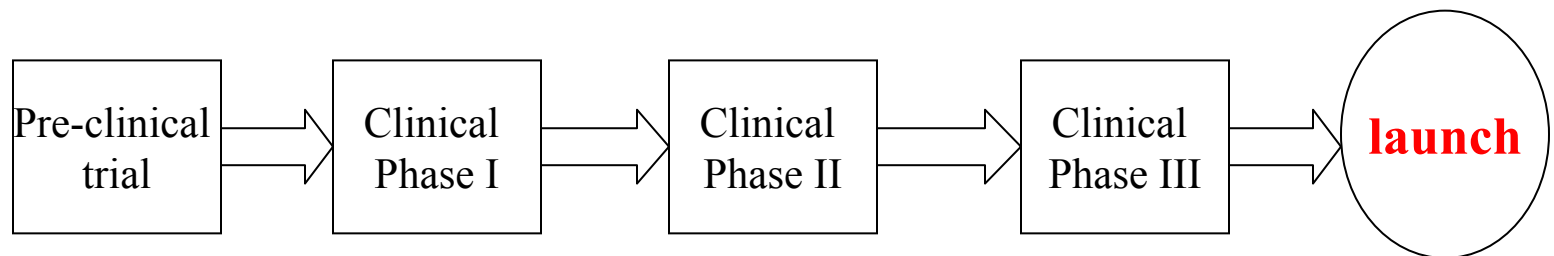 Pre-clinical
trial
Clinical
Phase I
Clinical
Phase II
Clinical
Phase III
launch